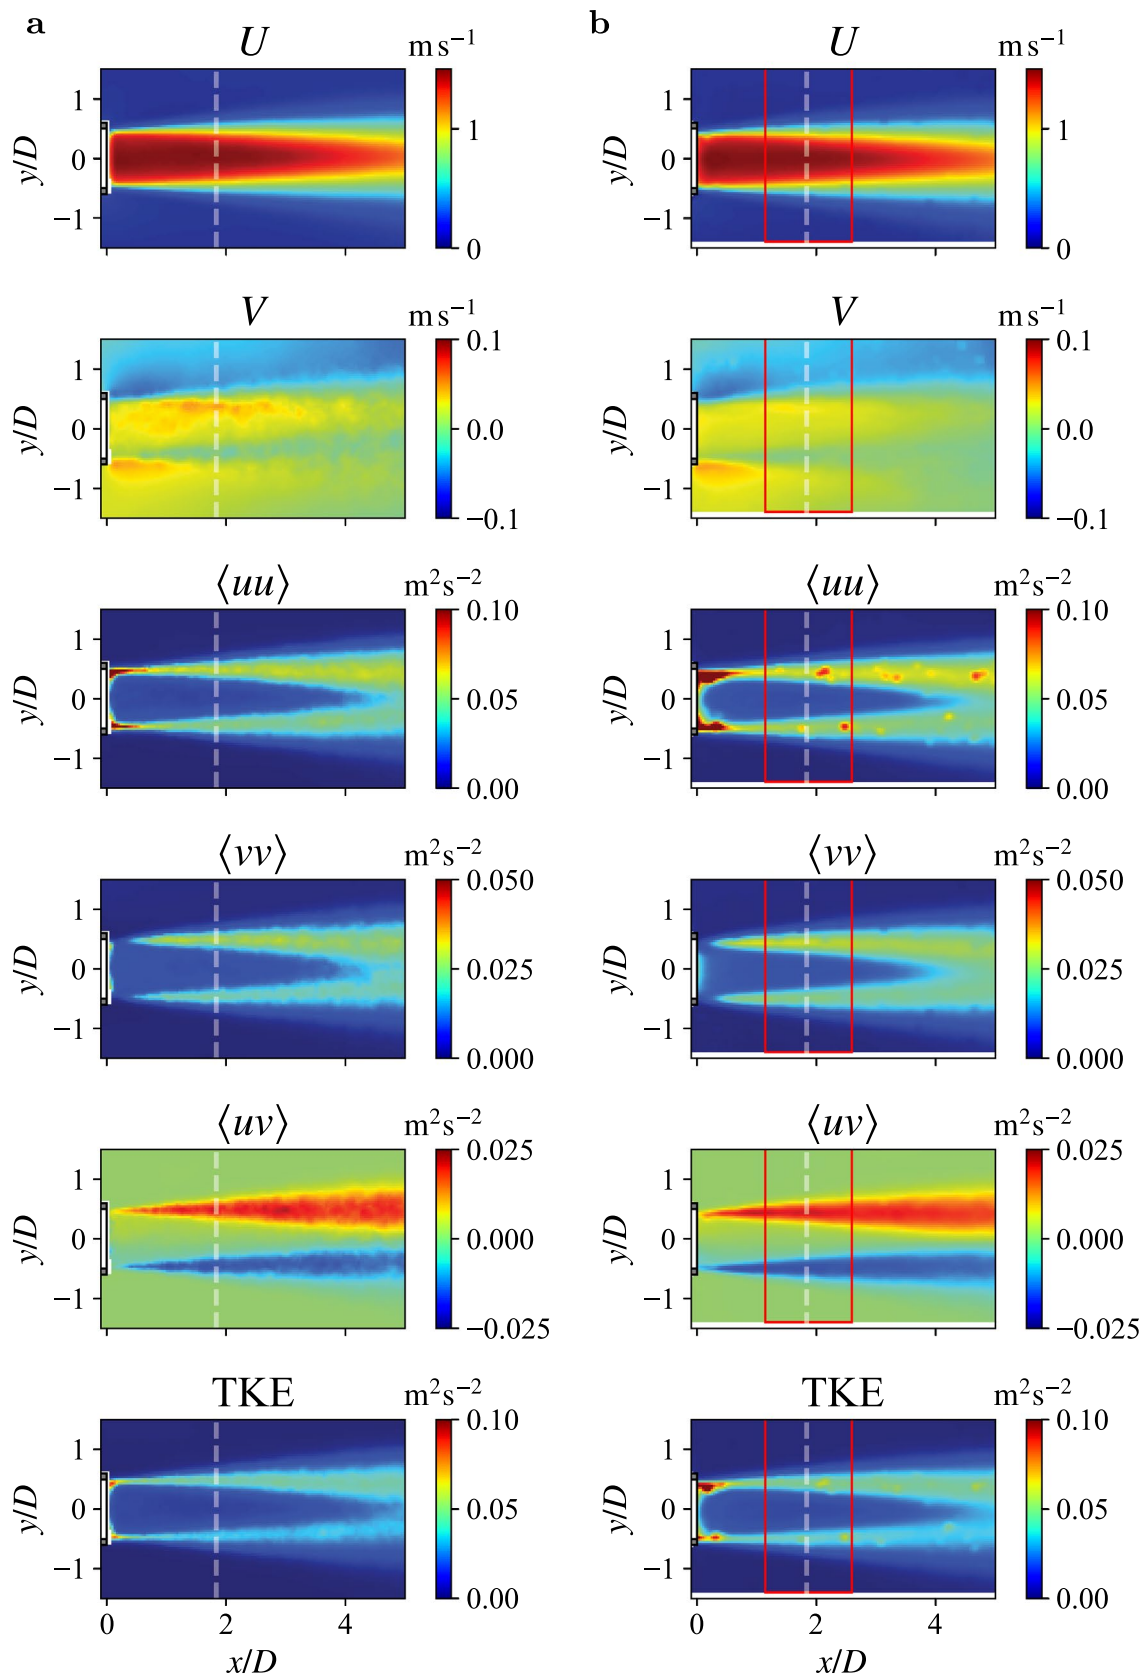 a b
U m s⁻¹ U m s⁻¹
1 1 1 1
y/D 0 y/D 0
−1 0 −1 0
V m s⁻¹ V m s⁻¹
0.1 0.1
1 1
y/D 0 0.0 y/D 0 0.0
−1 −1
−0.1 −0.1
⟨uu⟩ m²s⁻² ⟨uu⟩ m²s⁻²
0.10 0.10
1 1
y/D 0 0.05 y/D 0 0.05
−1 −1
0.00 0.00
⟨vv⟩ m²s⁻² ⟨vv⟩ m²s⁻²
0.050 0.050
1 1
y/D 0 0.025 y/D 0 0.025
−1 −1
0.000 0.000
⟨uv⟩ m²s⁻² ⟨uv⟩ m²s⁻²
0.025 0.025
1 1
y/D 0 0.000 y/D 0 0.000
−1 −1
−0.025 −0.025
TKE m²s⁻² TKE m²s⁻²
0.10 0.10
1 1
y/D 0 0.05 y/D 0 0.05
−1 −1
0.00 0.00
0 2 4 0 2 4
x/D x/D